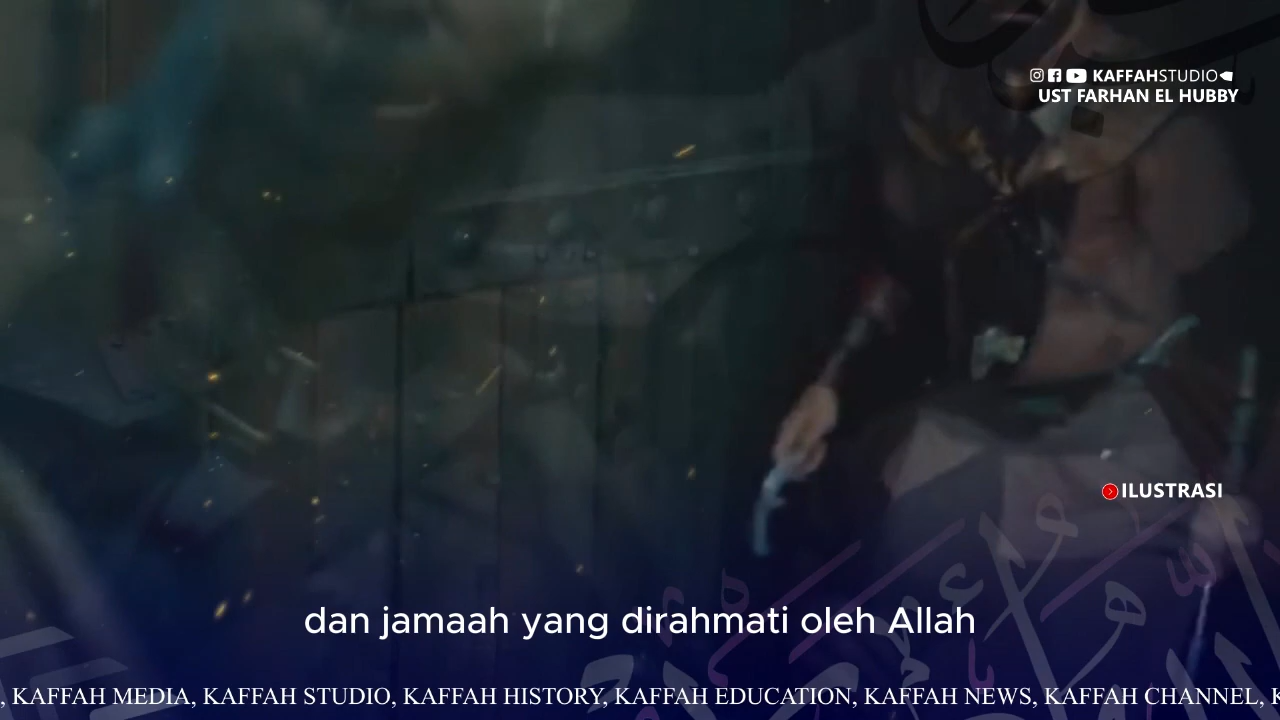 KAFFAHSTUDIO
UST FARHAN EL HUBBY
ILUSTRASI
dan jamaah yang dirahmati oleh Allah
, KAFFAH MEDIA, KAFFAH STUDIO, KAFFAH HISTORY, KAFFAH EDUCATION, KAFFAH NEWS, KAFFAH CHANNEL, K